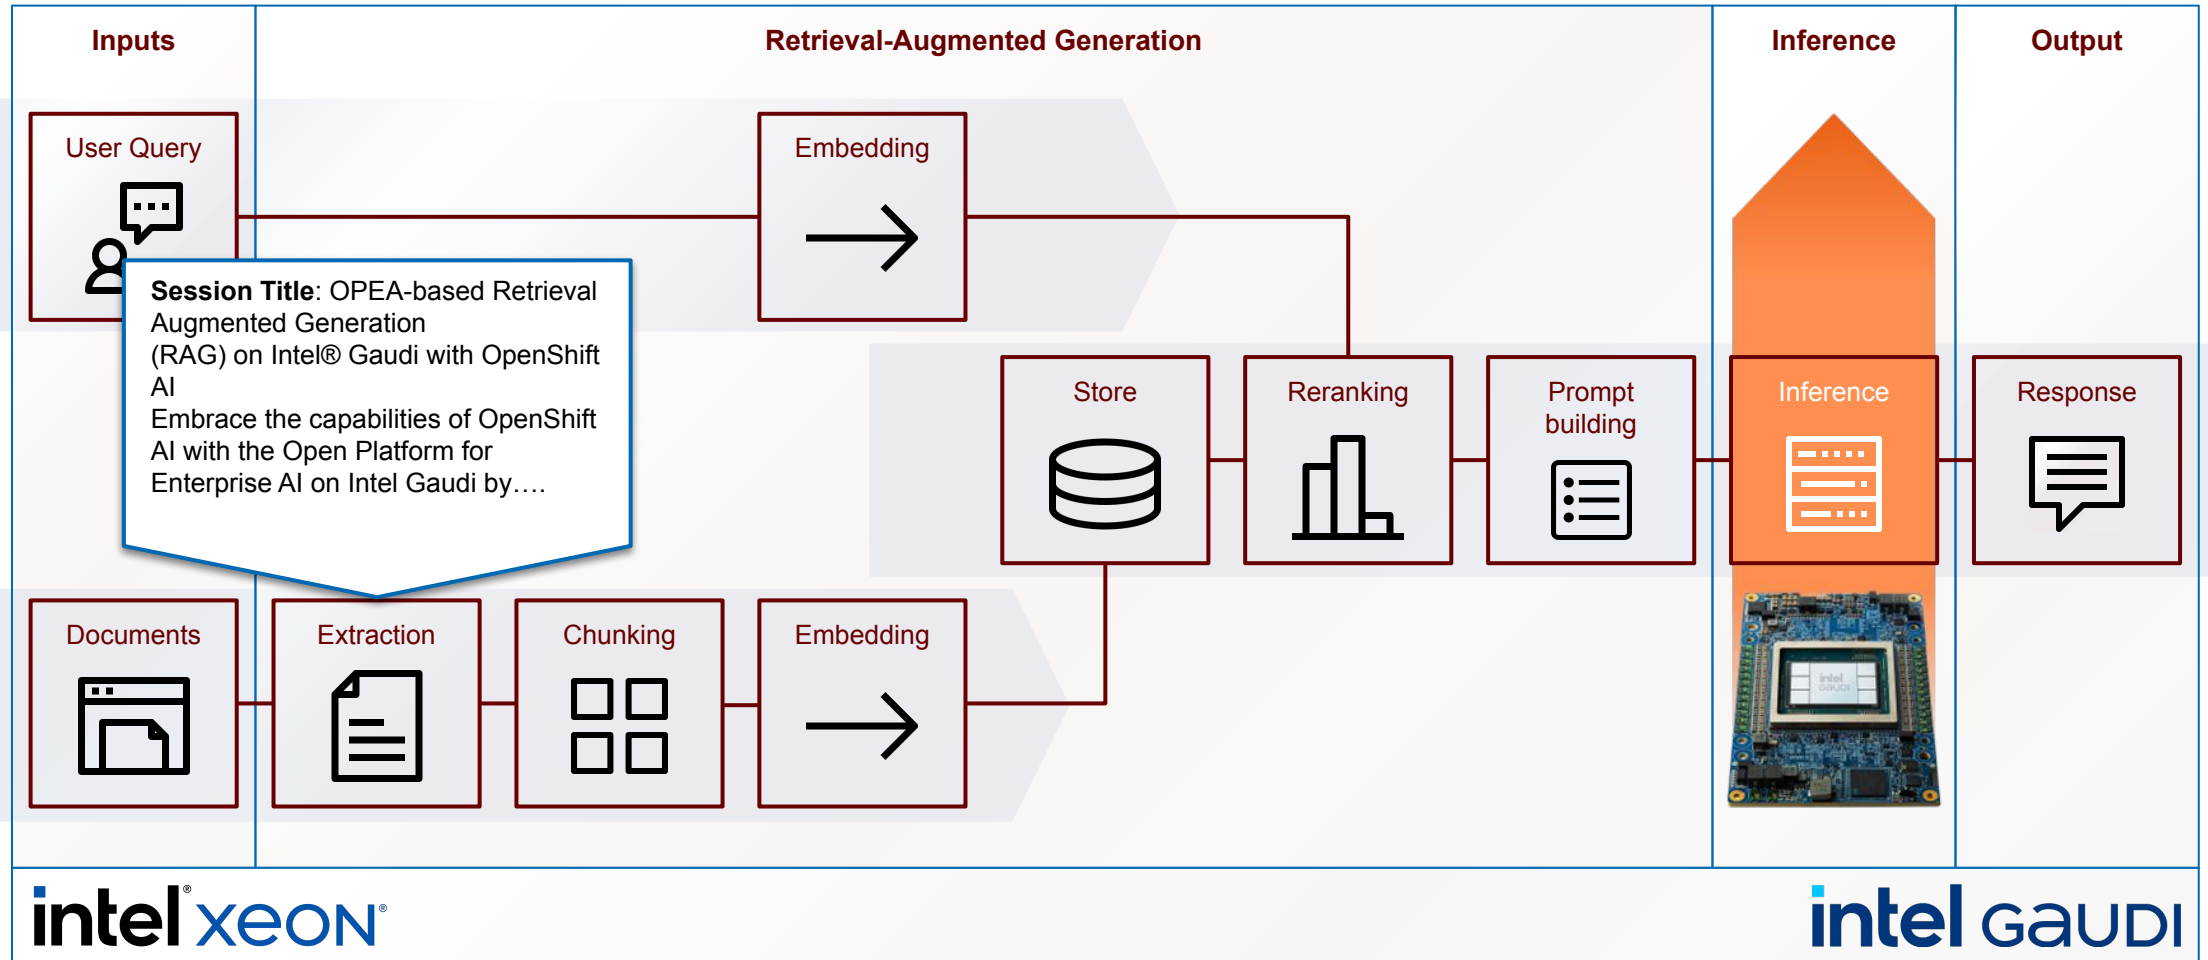 Inputs
Retrieval-Augmented Generation
Inference
Output
User Query
Embedding
Session Title: OPEA-based Retrieval
Augmented Generation
(RAG) on Intel® Gaudi with OpenShift
AI
Embrace the capabilities of OpenShift
AI with the Open Platform for
Enterprise AI on Intel Gaudi by….
Store
Reranking
Prompt
building
Inference
Response
Documents
Extraction
Chunking
Embedding
intel
GAUDI
intel® xeon®
intel GAUDI